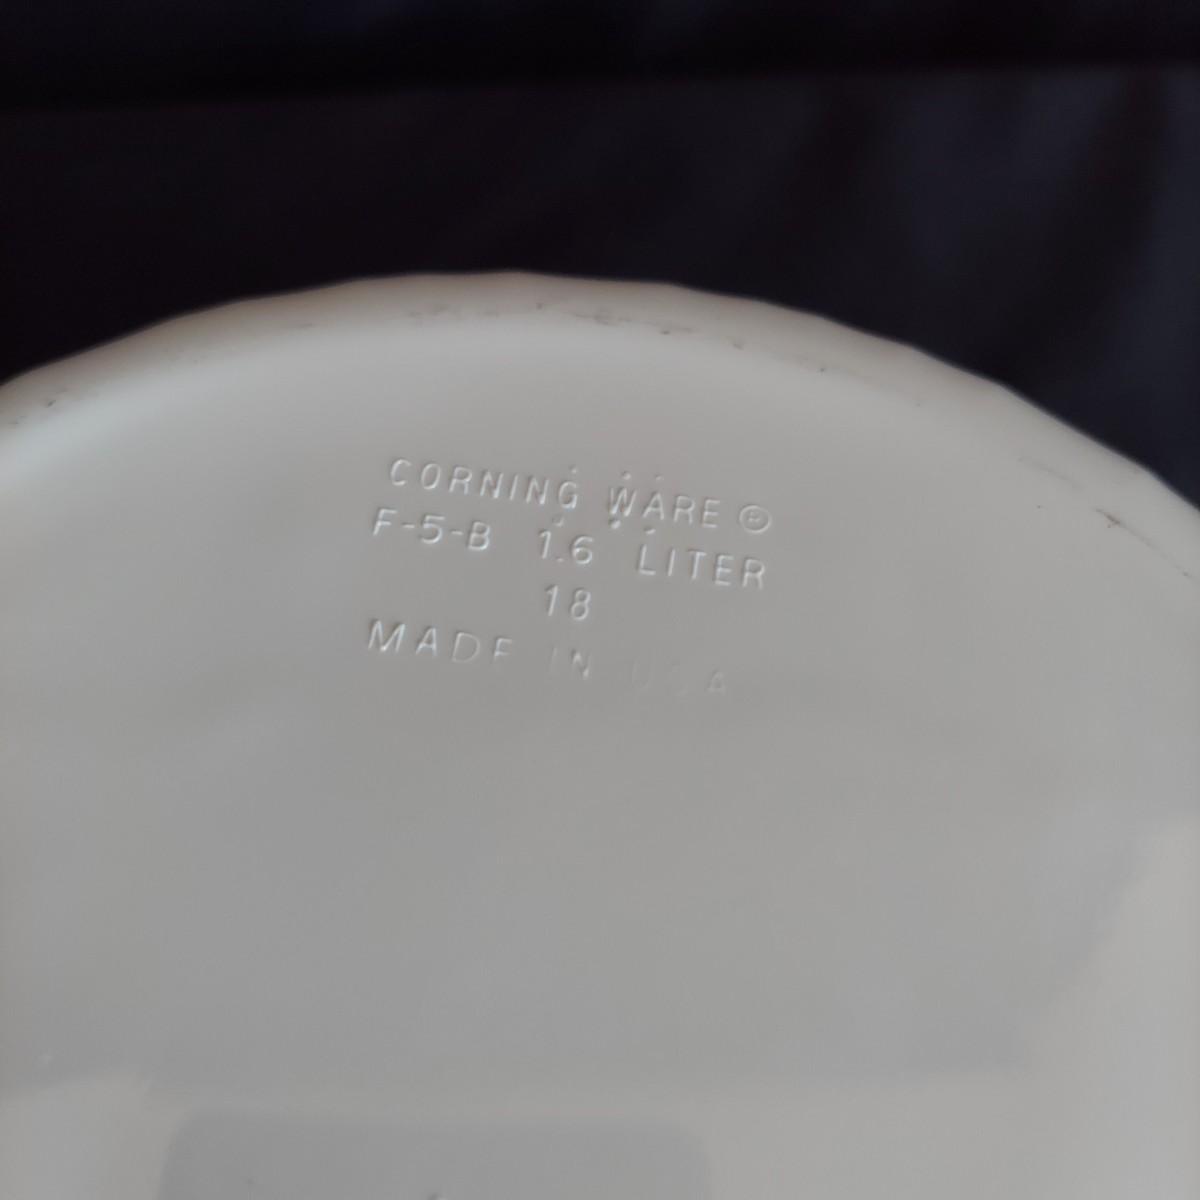 CORNING WARE ®
F-5-B 1.6 LITER
18
MADE IN USA